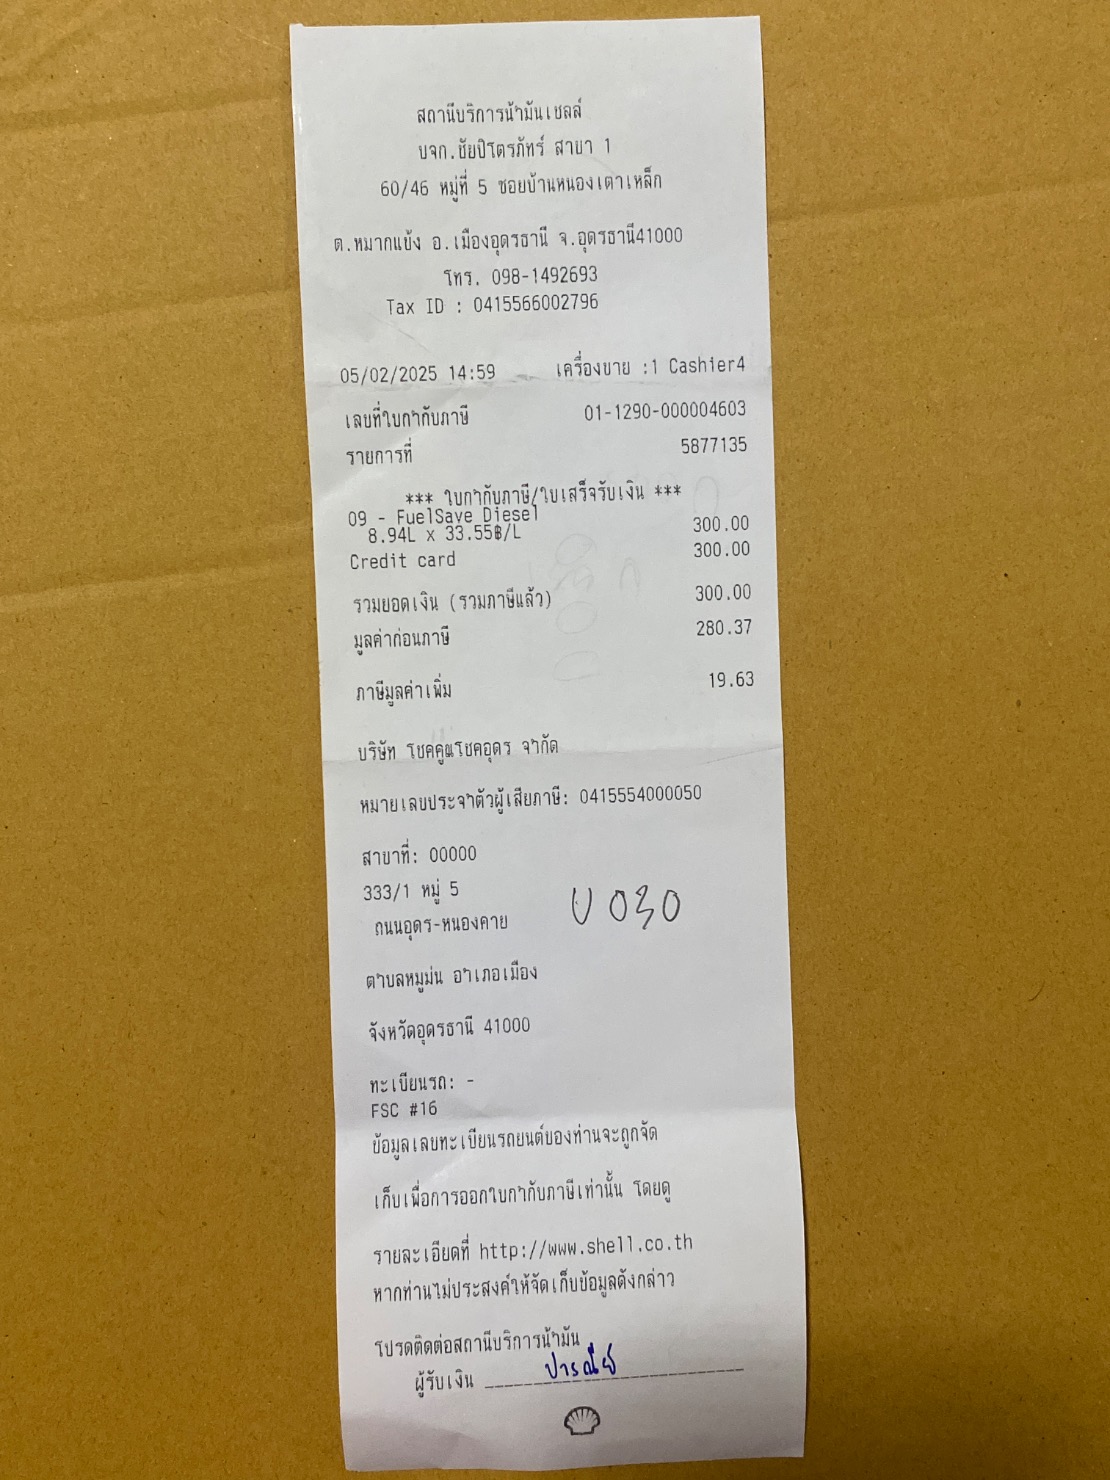 สถานีบริการน้ำมันเชลล์
บจก.ชัยปิโตรภัทร์ สาขา 1
60/46 หมู่ที่ 5 ซอยบ้านหนองเตาเหล็ก
ต.หมากแข้ง อ.เมืองอุดรธานี จ.อุดรธานี41000
โทร. 098-1492693
Tax ID : 0415566002796
05/02/2025 14:59 เครื่องขาย :1 Cashier4
เลขที่ใบกำกับภาษี 01-1290-000004603
รายการที่ 5877135
*** ใบกำกับภาษี/ใบเสร็จรับเงิน ***
09 - FuelSave Diesel
8.94L x 33.55฿/L 300.00
Credit card 300.00
รวมยอดเงิน (รวมภาษีแล้ว) 300.00
มูลค่าก่อนภาษี 280.37
ภาษีมูลค่าเพิ่ม 19.63
บริษัท โชคคูณโชคอุดร จำกัด
หมายเลขประจำตัวผู้เสียภาษี: 0415554000050
สาขาที่: 00000
333/1 หมู่ 5
ถนนอุดร-หนองคาย
บ 030
ตำบลหมูม่น อำเภอเมือง
จังหวัดอุดรธานี 41000
ทะเบียนรถ: -
FSC #16
ข้อมูลเลขทะเบียนรถยนต์ของท่านจะถูกจัด
เก็บเพื่อการออกใบกำกับภาษีเท่านั้น โดยดู
รายละเอียดที่ http://www.shell.co.th
หากท่านไม่ประสงค์ให้จัดเก็บข้อมูลดังกล่าว
โปรดติดต่อสถานีบริการน้ำมัน
ผู้รับเงิน ปารณีย์